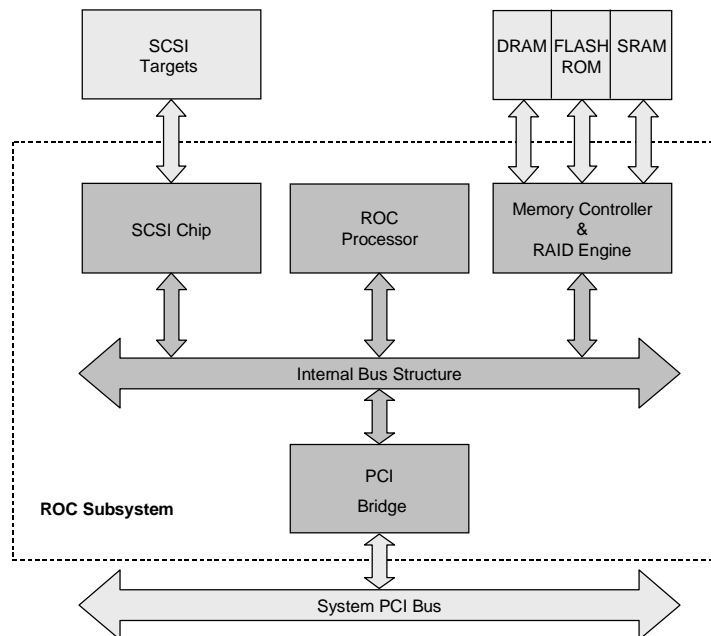 SCSI
Targets
DRAM
FLASH
ROM
SRAM
SCSI Chip
ROC
Processor
Memory Controller
&
RAID Engine
Internal Bus Structure
PCI
Bridge
ROC Subsystem
System PCI Bus